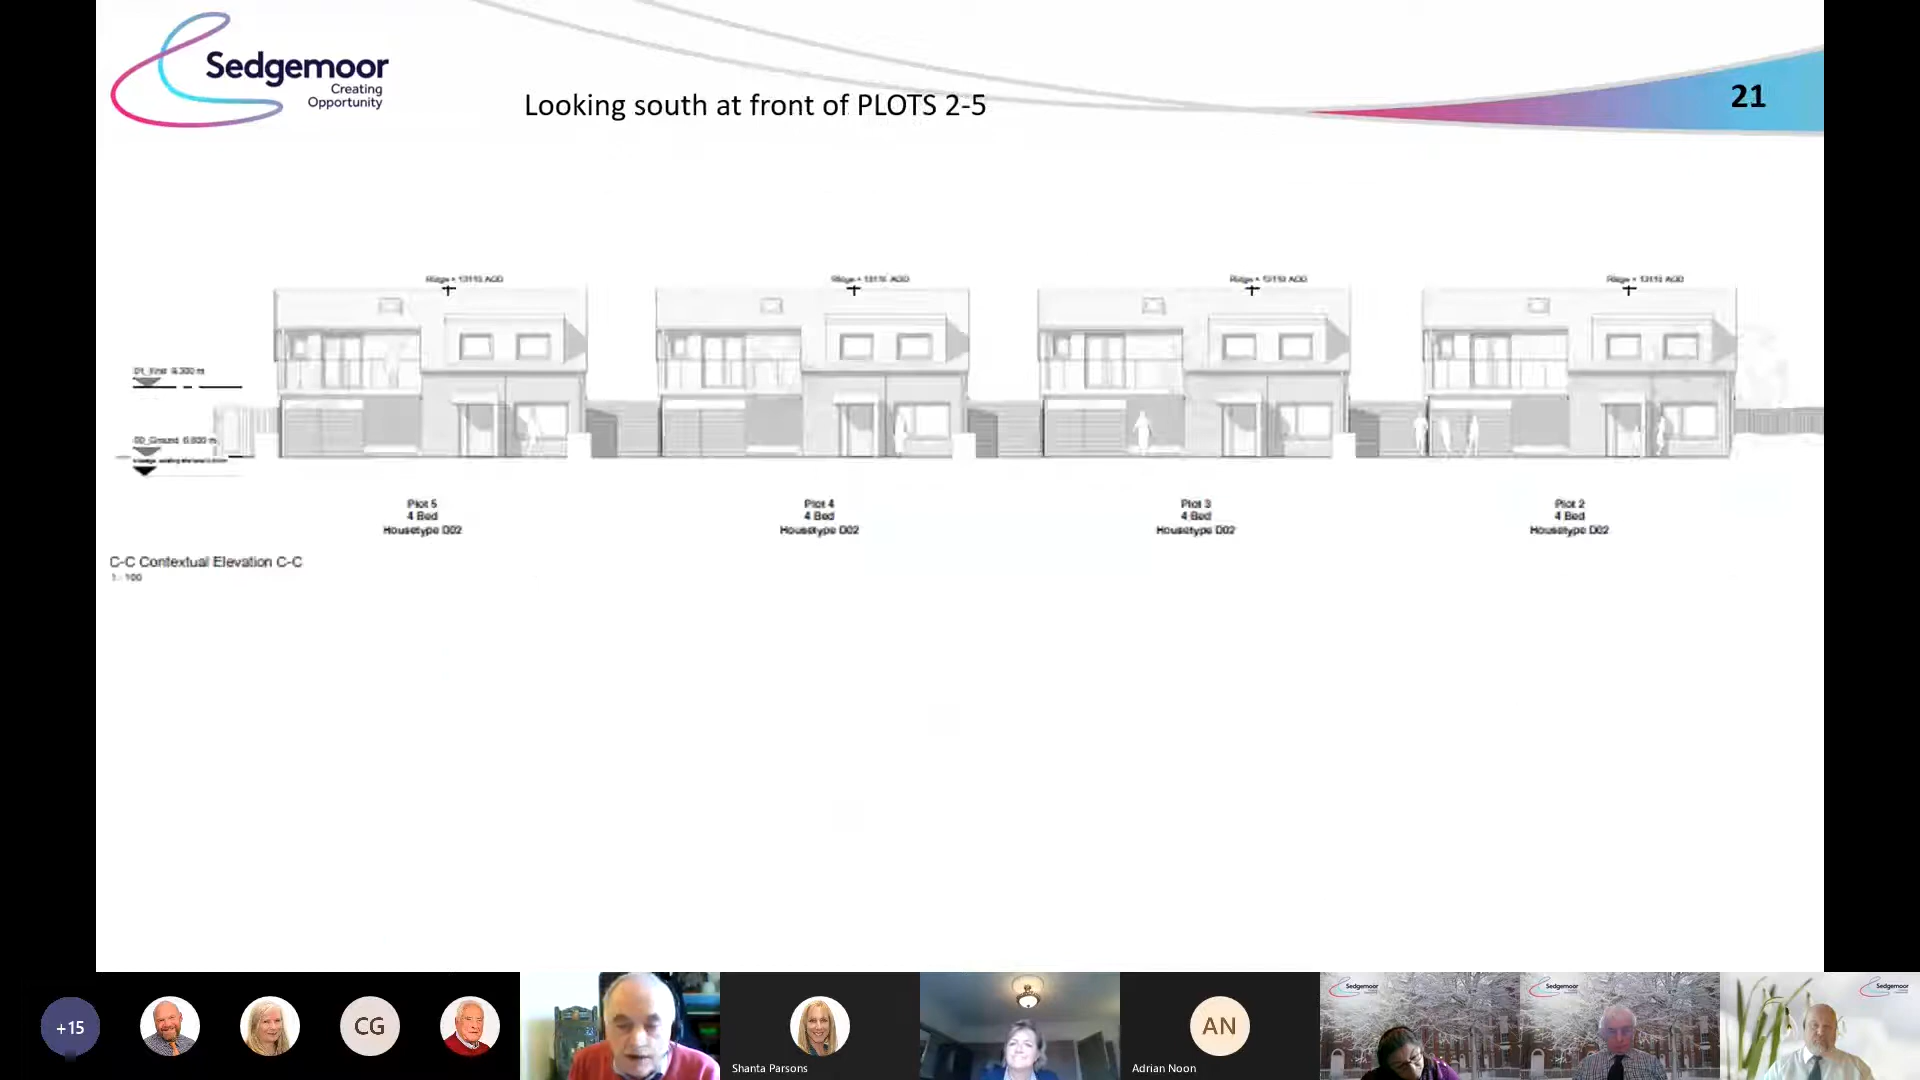 Sedgemoor
Creating
Opportunity
Looking south at front of PLOTS 2-5
21
Plot 5
4 Bed
Housetype D02
Plot 4
4 Bed
Housetype D02
Plot 3
4 Bed
Housetype D02
Plot 2
4 Bed
Housetype D02
C-C Contextual Elevation C-C
1 : 100
+15
CG
Shanta Parsons
AN
Adrian Noon